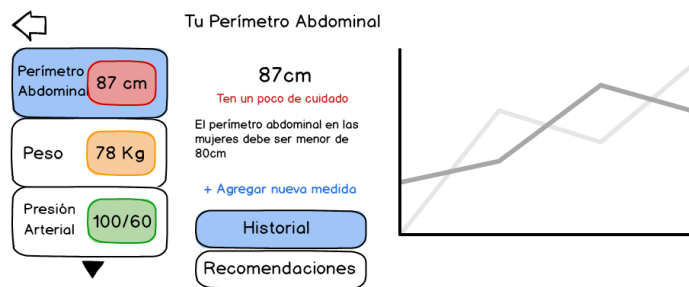 Tu Perímetro Abdominal
Perímetro
Abdominal
87 cm
Peso
78 Kg
Presión
Arterial
100/60
87cm
Ten un poco de cuidado
El perímetro abdominal en las
mujeres debe ser menor de
80cm
+ Agregar nueva medida
Historial
Recomendaciones